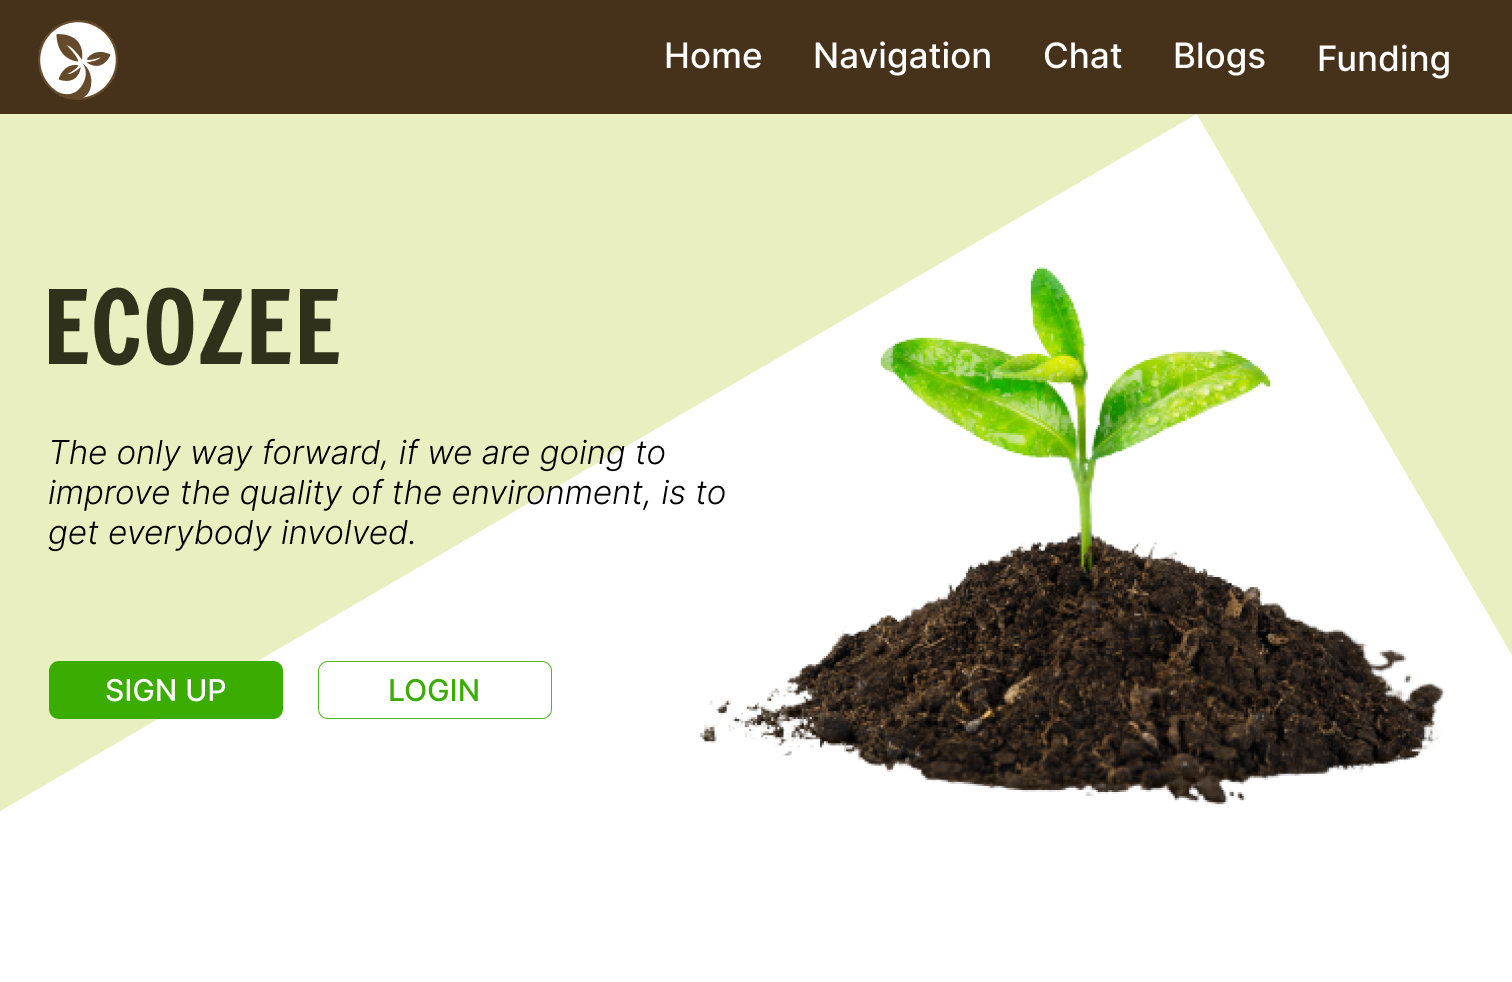 Home Navigation Chat Blogs Funding
ECOZEE
The only way forward, if we are going to
improve the quality of the environment, is to
get everybody involved.
SIGN UP LOGIN